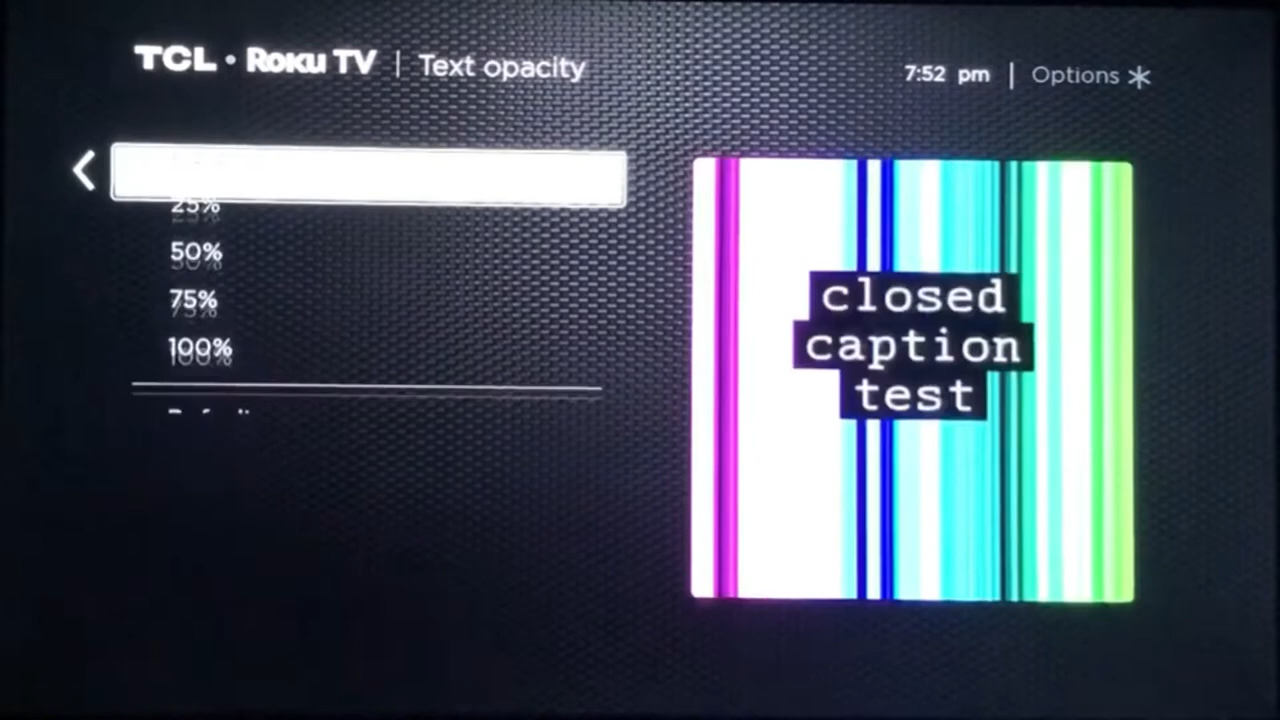 TCL • Roku TV | Text opacity
7:52 pm | Options
25%
50%
75%
100%
closed
caption
test